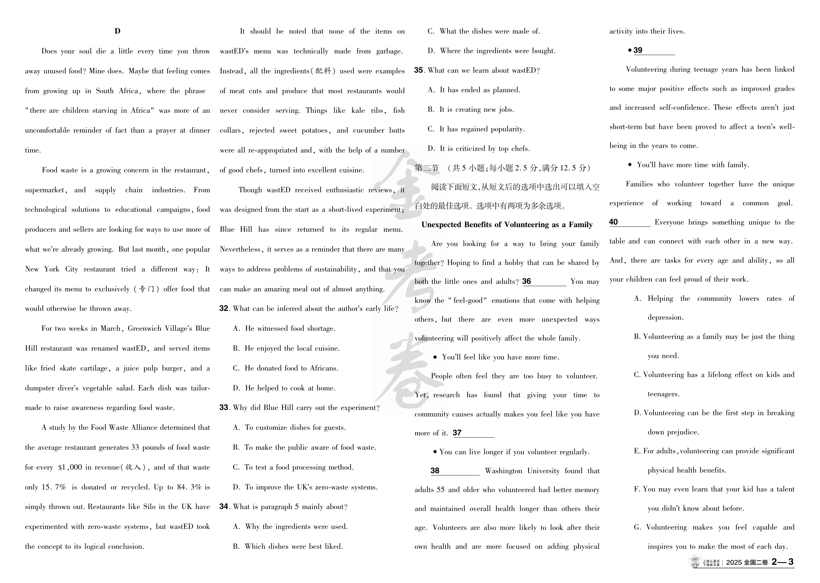 D
Does your soul die a little every time you throw
away unused food? Mine does. Maybe that feeling comes
from growing up in South Africa, where the phrase
"there are children starving in Africa" was more of an
uncomfortable reminder of fact than a prayer at dinner
time.
Food waste is a growing concern in the restaurant,
supermarket, and supply chain industries. From
technological solutions to educational campaigns, food
producers and sellers are looking for ways to use more of
what we're already growing. But last month, one popular
New York City restaurant tried a different way: It
changed its menu to exclusively (专门) offer food that
would otherwise be thrown away.
For two weeks in March, Greenwich Village's Blue
Hill restaurant was renamed wastED, and served items
like fried skate cartilage, a juice pulp burger, and a
dumpster diver's vegetable salad. Each dish was tailor-
made to raise awareness regarding food waste.
A study by the Food Waste Alliance determined that
the average restaurant generates 33 pounds of food waste
for every $1,000 in revenue(收入), and of that waste
only 15.7% is donated or recycled. Up to 84.3% is
simply thrown out. Restaurants like Silo in the UK have
experimented with zero-waste systems, but wastED took
the concept to its logical conclusion.
It should be noted that none of the items on
wastED's menu was technically made from garbage.
Instead, all the ingredients(配料) used were examples
of meat cuts and produce that most restaurants would
never consider serving. Things like kale ribs, fish
collars, rejected sweet potatoes, and cucumber butts
were all re-appropriated and, with the help of a number
of good chefs, turned into excellent cuisine.
Though wastED received enthusiastic reviews, it
was designed from the start as a short-lived experiment;
Blue Hill has since returned to its regular menu.
Nevertheless, it serves as a reminder that there are many
ways to address problems of sustainability, and that you
can make an amazing meal out of almost anything.
32. What can be inferred about the author's early life?
A. He witnessed food shortage.
B. He enjoyed the local cuisine.
C. He donated food to Africans.
D. He helped to cook at home.
33. Why did Blue Hill carry out the experiment?
A. To customize dishes for guests.
B. To make the public aware of food waste.
C. To test a food processing method.
D. To improve the UK's zero-waste systems.
34. What is paragraph 5 mainly about?
A. Why the ingredients were used.
B. Which dishes were best liked.
C. What the dishes were made of.
D. Where the ingredients were bought.
35. What can we learn about wastED?
A. It has ended as planned.
B. It is creating new jobs.
C. It has regained popularity.
D. It is criticized by top chefs.
第二节 (共5小题;每小题2.5分,满分12.5分)
阅读下面短文,从短文后的选项中选出可以填入空
白处的最佳选项。选项中有两项为多余选项。
Unexpected Benefits of Volunteering as a Family
Are you looking for a way to bring your family
together? Hoping to find a hobby that can be shared by
both the little ones and adults? 36 ________ You may
know the "feel-good" emotions that come with helping
others, but there are even more unexpected ways
volunteering will positively affect the whole family.
● You'll feel like you have more time.
People often feel they are too busy to volunteer.
Yet, research has found that giving your time to
community causes actually makes you feel like you have
more of it. 37 ________
● You can live longer if you volunteer regularly.
38 ________ Washington University found that
adults 55 and older who volunteered had better memory
and maintained overall health longer than others their
age. Volunteers are also more likely to look after their
own health and are more focused on adding physical
activity into their lives.
● 39 ________
Volunteering during teenage years has been linked
to some major positive effects such as improved grades
and increased self-confidence. These effects aren't just
short-term but have been proved to affect a teen's well-
being in the years to come.
● You'll have more time with family.
Families who volunteer together have the unique
experience of working toward a common goal.
40 ________ Everyone brings something unique to the
table and can connect with each other in a new way.
And, there are tasks for every age and ability, so all
your children can feel proud of their work.
A. Helping the community lowers rates of
depression.
B. Volunteering as a family may be just the thing
you need.
C. Volunteering has a lifelong effect on kids and
teenagers.
D. Volunteering can be the first step in breaking
down prejudice.
E. For adults, volunteering can provide significant
physical health benefits.
F. You may even learn that your kid has a talent
you didn't know about before.
G. Volunteering makes you feel capable and
inspires you to make the most of each day.
2025 全国二卷 2—3
金考卷